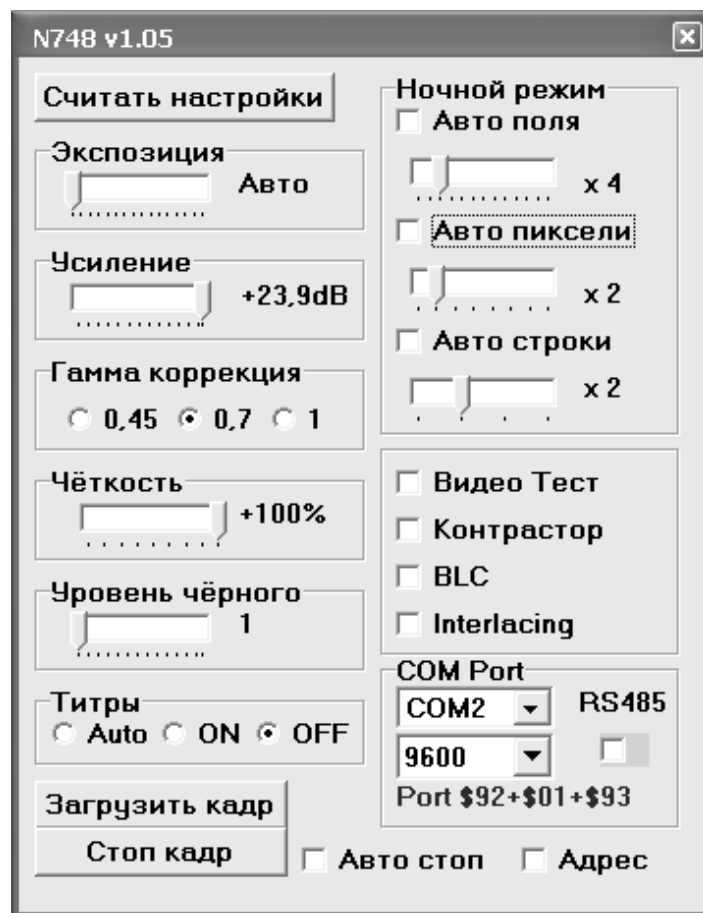 N748 v1.05
Считать настройки
Экспозиция
Авто
Усиление
+23,9dB
Гамма коррекция
0,45 0,7 1
Чёткость
+100%
Уровень чёрного
1
Титры
Auto ON OFF
Загрузить кадр
Стоп кадр
Ночной режим
Авто поля
x 4
Авто пиксели
x 2
Авто строки
x 2
Видео Тест
Контрастор
BLC
Interlacing
COM Port
COM2 RS485
9600
Port $92+$01+$93
Авто стоп Адрес